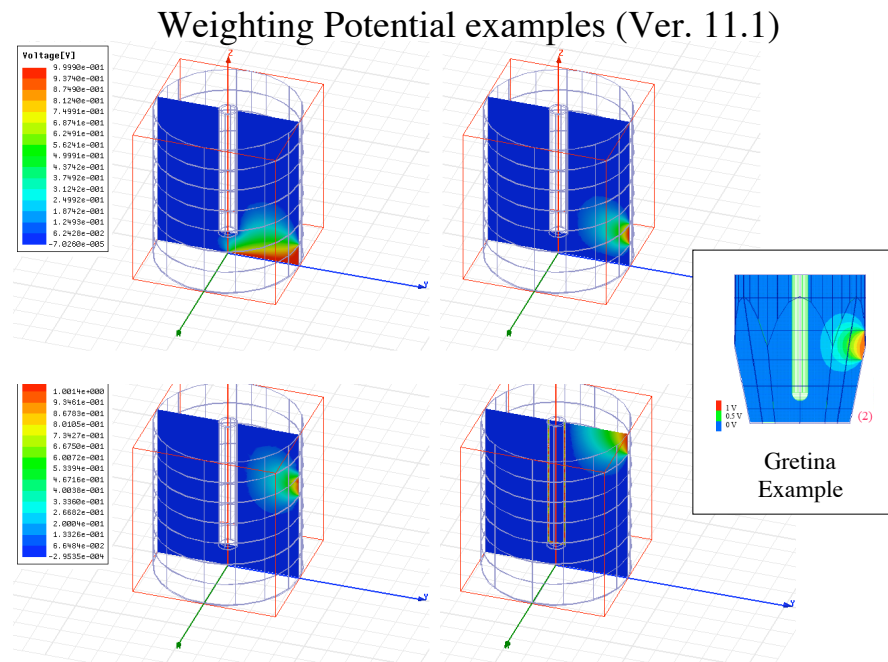 Weighting Potential examples (Ver. 11.1)
Voltage[V]
9.9990e-001
9.3740e-001
8.7490e-001
8.1240e-001
7.4991e-001
6.8741e-001
6.2491e-001
5.6241e-001
4.9991e-001
4.3742e-001
3.7492e-001
3.1242e-001
2.4992e-001
1.8742e-001
1.2493e-001
6.2428e-002
-7.0260e-005
Z
Y
Z
Y
1 V
0.5 V
0 V
(2)
Gretina
Example
1.0014e+000
9.3461e-001
8.6783e-001
8.0105e-001
7.3427e-001
6.6750e-001
6.0072e-001
5.3394e-001
4.6716e-001
4.0038e-001
3.3360e-001
2.6682e-001
2.0004e-001
1.3326e-001
6.6484e-002
-2.9535e-004
Y
Y